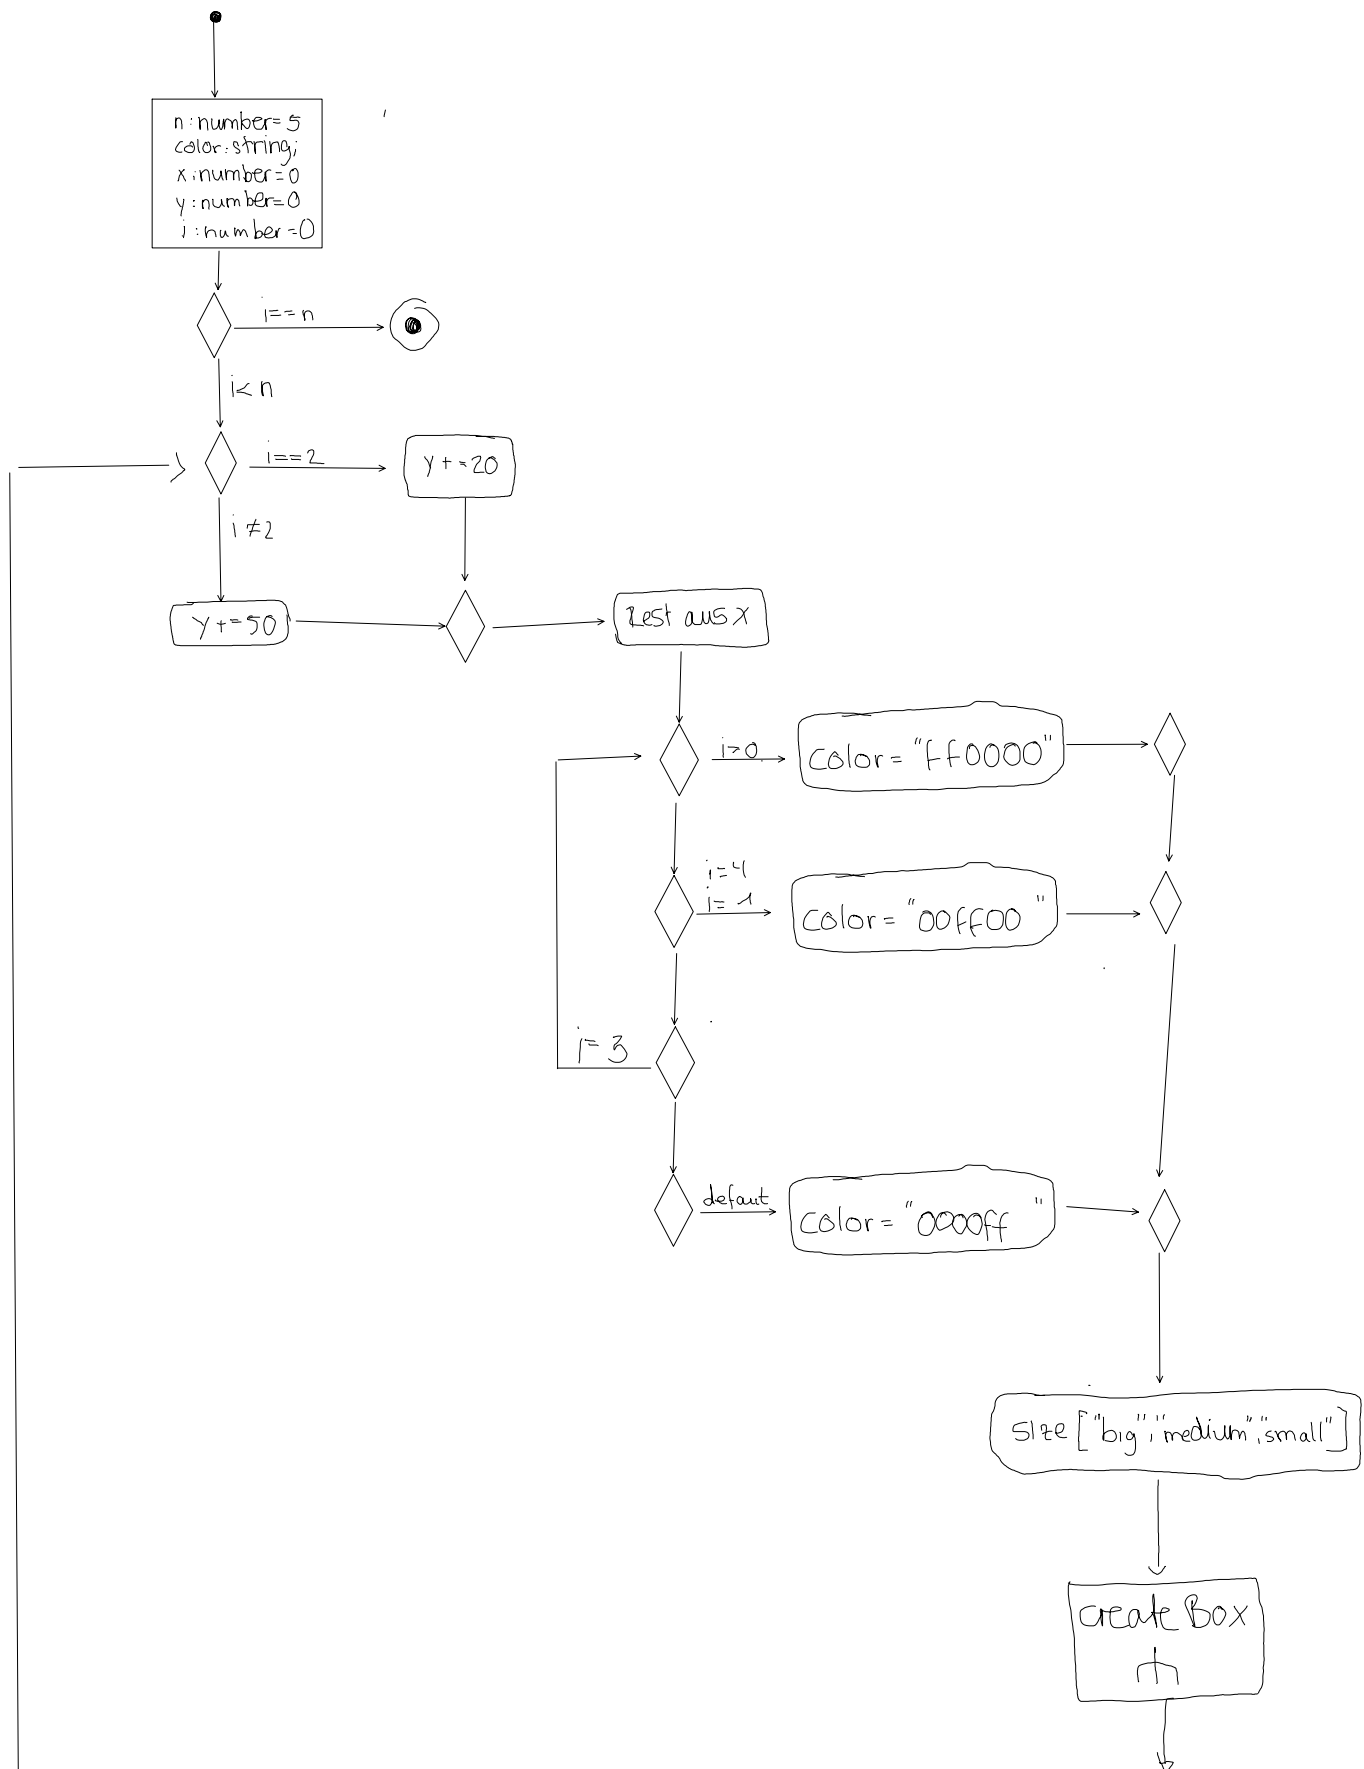 n:number=5
color:string;
x:number=0
y:number=0
i:number=0
i==n
i<n
i==2
y+=20
i≠2
y+=50
Rest aus x
i>0
color="ff0000"
i=4
i=1
color="00ff00"
i=3
defaut
color="0000ff"
size ["big","medium","small"]
create Box